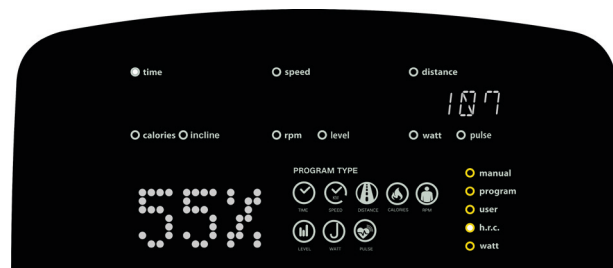 time speed distance
107
calories incline rpm level watt pulse
PROGRAM TYPE
TIME SPEED DISTANCE CALORIES RPM
LEVEL WATT PULSE
55%
manual
program
user
h.r.c.
watt